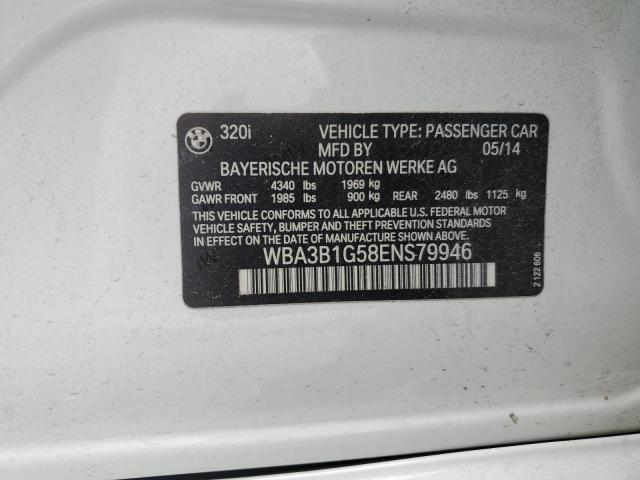 320i VEHICLE TYPE: PASSENGER CAR
MFD BY 05/14
BAYERISCHE MOTOREN WERKE AG
GVWR 4340 lbs 1969 kg
GAWR FRONT 1985 lbs 900 kg REAR 2480 lbs 1125 kg
THIS VEHICLE CONFORMS TO ALL APPLICABLE U.S. FEDERAL MOTOR
VEHICLE SAFETY, BUMPER AND THEFT PREVENTION STANDARDS
IN EFFECT ON THE DATE OF MANUFACTURE SHOWN ABOVE.
WBA3B1G58ENS79946
2 122 606